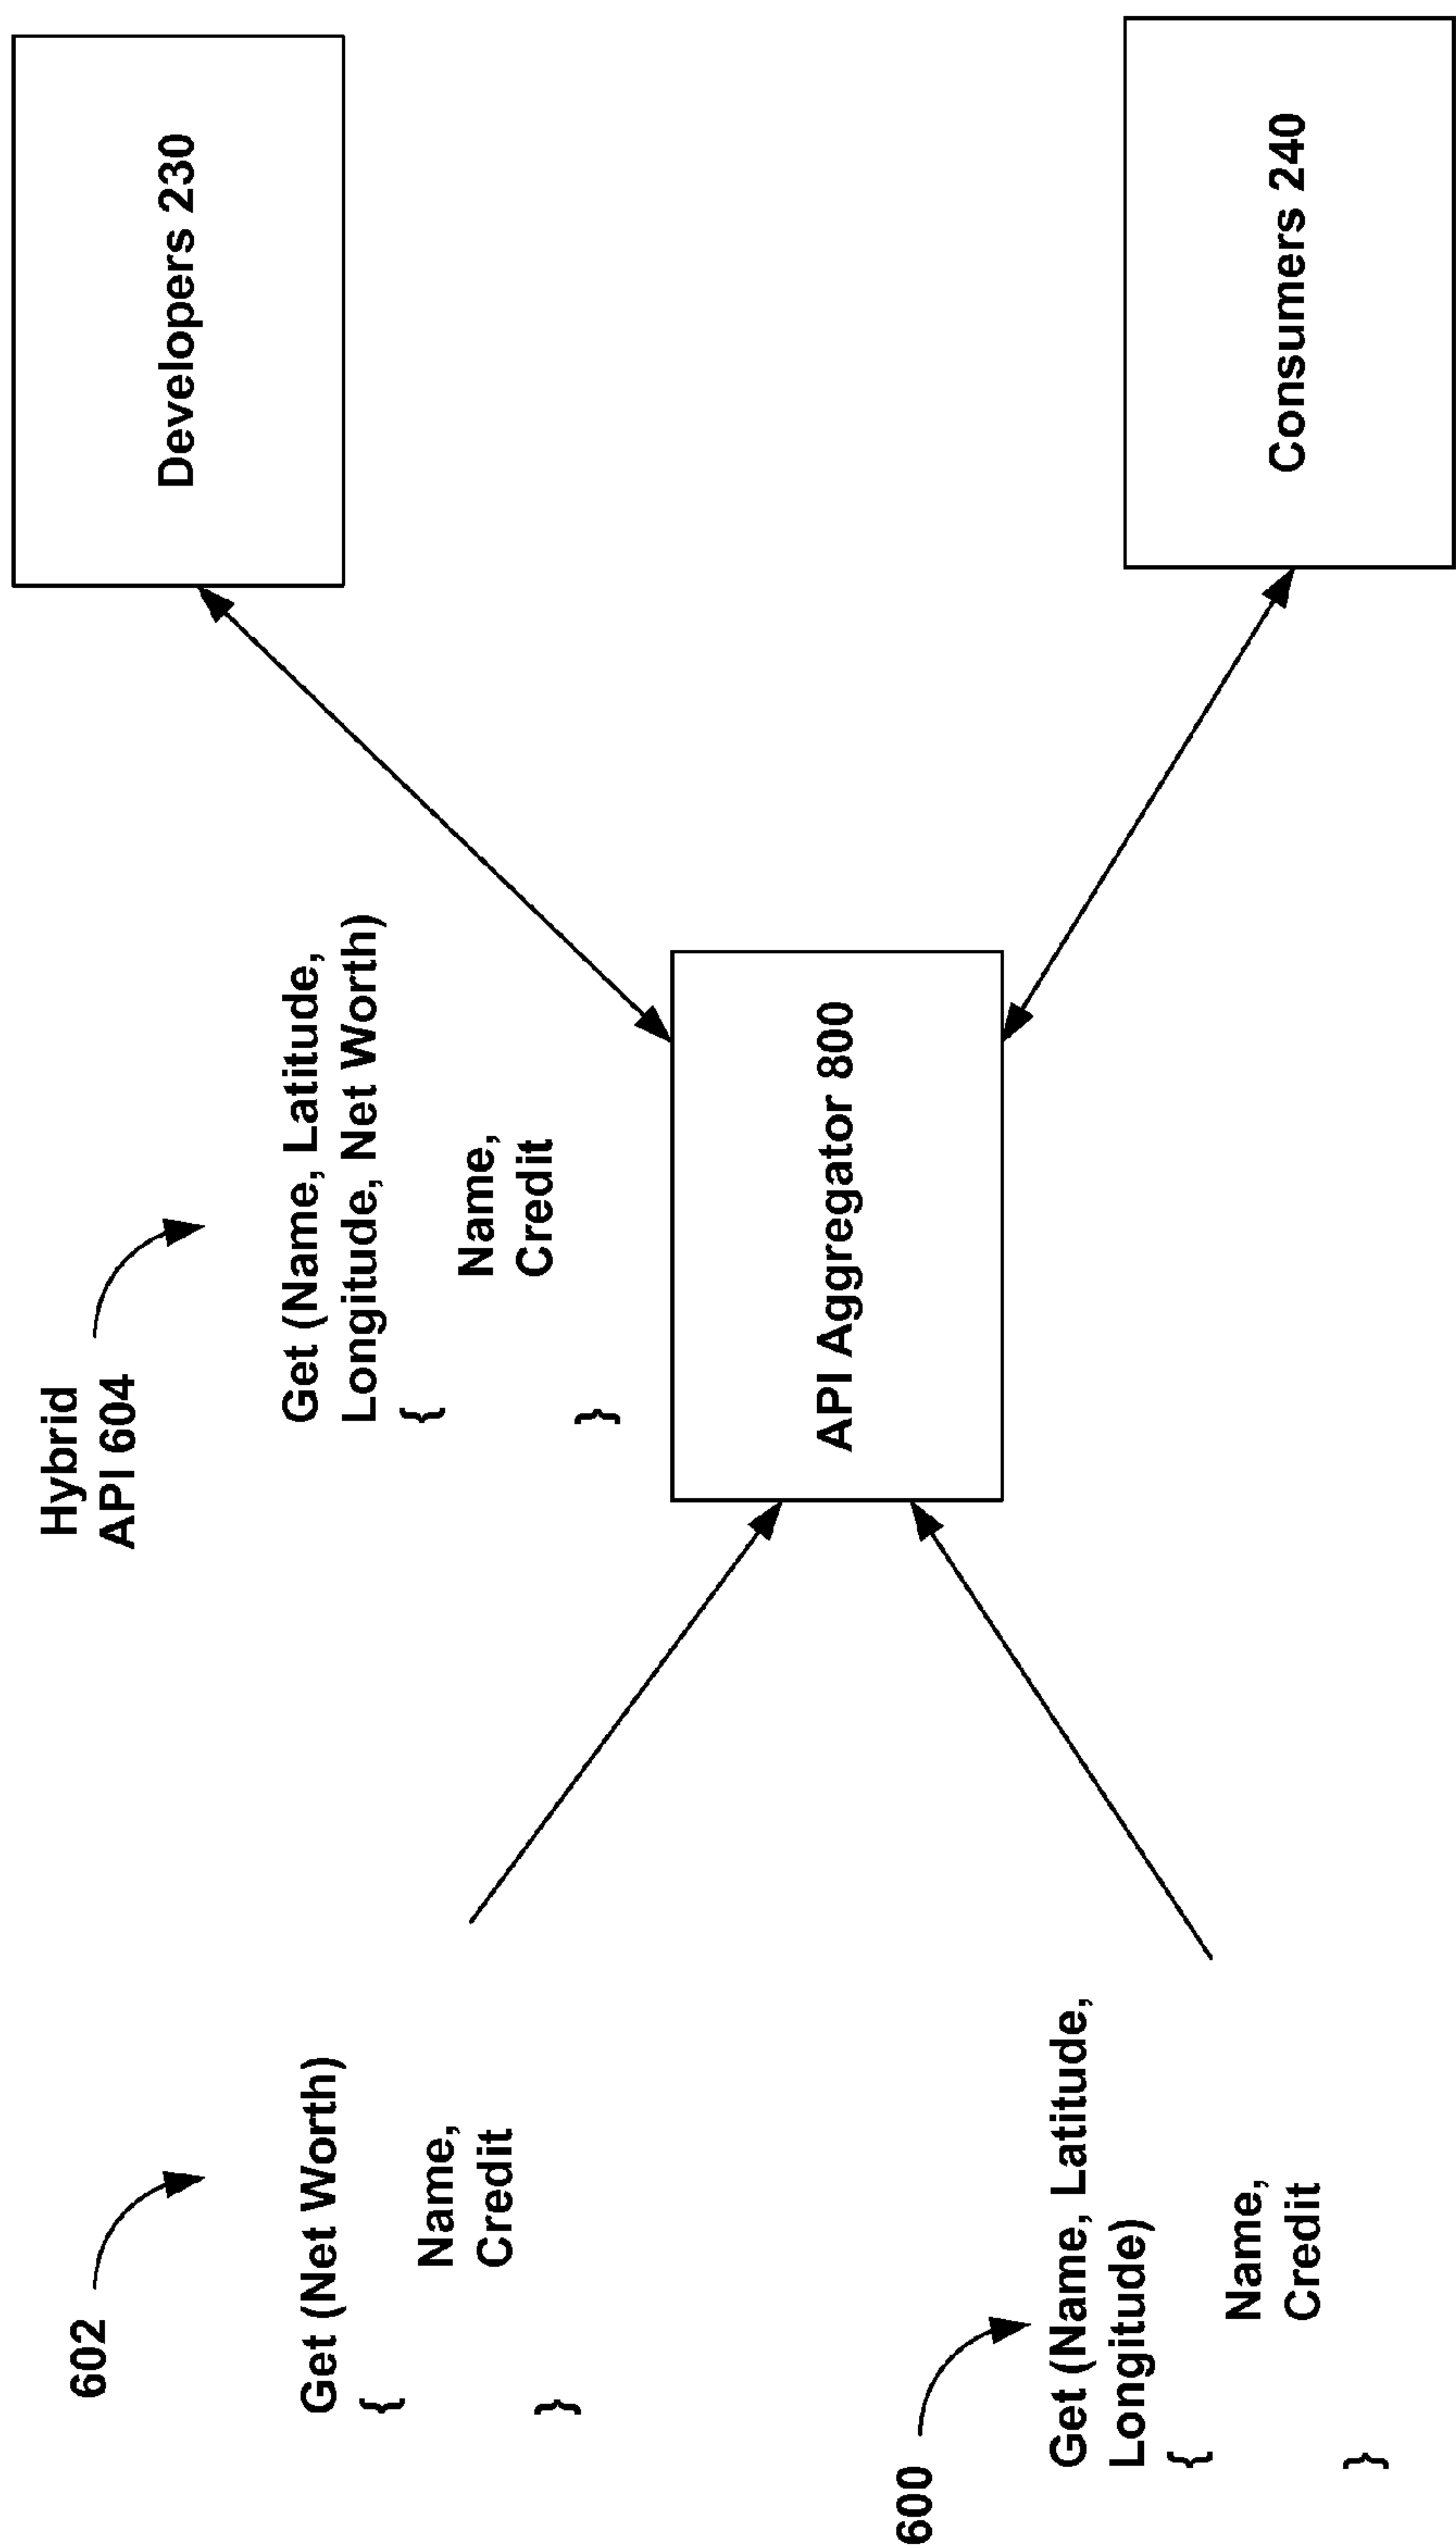 602
Get (Net Worth)
{
Name,
Credit
}
600
Get (Name, Latitude,
Longitude)
{
Name,
Credit
}
Hybrid
API 604
Get (Name, Latitude,
Longitude, Net Worth)
{
Name,
Credit
}
API Aggregator 800
Developers 230
Consumers 240